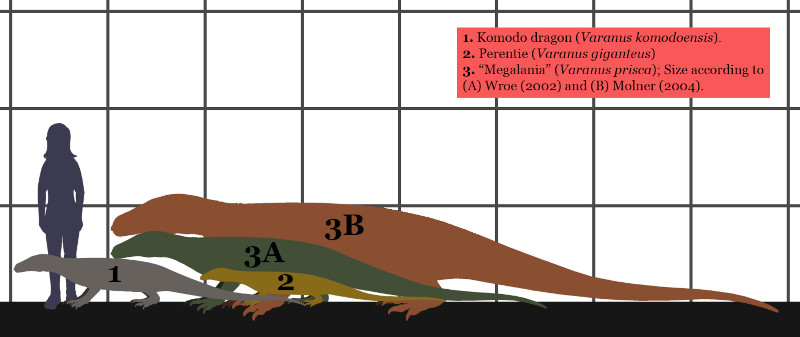 1. Komodo dragon (Varanus komodoensis).
2. Perentie (Varanus giganteus)
3. “Megalania” (Varanus prisca); Size according to
(A) Wroe (2002) and (B) Molner (2004).
3B
3A
1
2